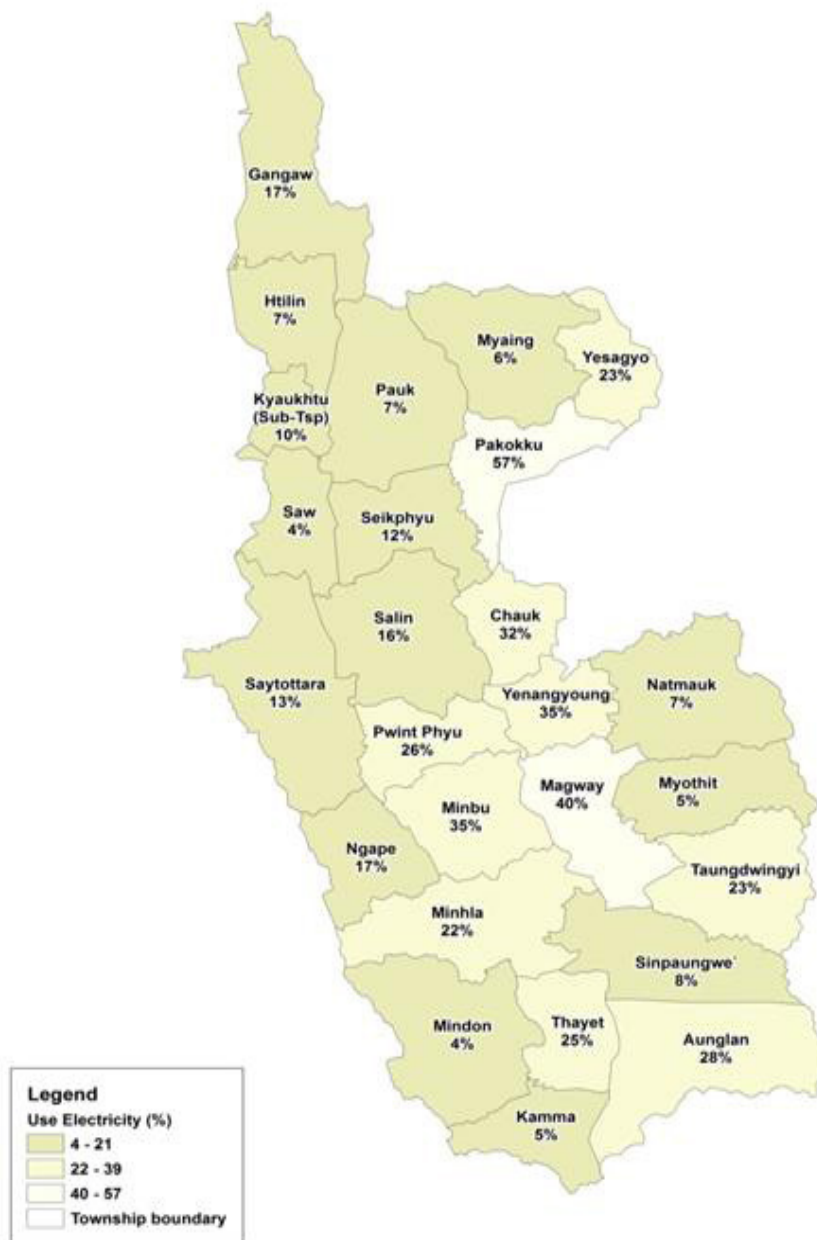 Gangaw
17%
Htilin
7%
Myaing
6%
Yesagyo
23%
Kyaukhtu
(Sub-Tsp)
10%
Pauk
7%
Pakokku
57%
Saw
4%
Seikphyu
12%
Salin
16%
Chauk
32%
Saytottara
13%
Yenangyoung
35%
Natmauk
7%
Pwint Phyu
26%
Magway
40%
Myothit
5%
Minbu
35%
Ngape
17%
Taungdwingyi
23%
Minhla
22%
Sinpaungwe`
8%
Mindon
4%
Thayet
25%
Aunglan
28%
Kamma
5%
Legend
Use Electricity (%)
4 - 21
22 - 39
40 - 57
Township boundary